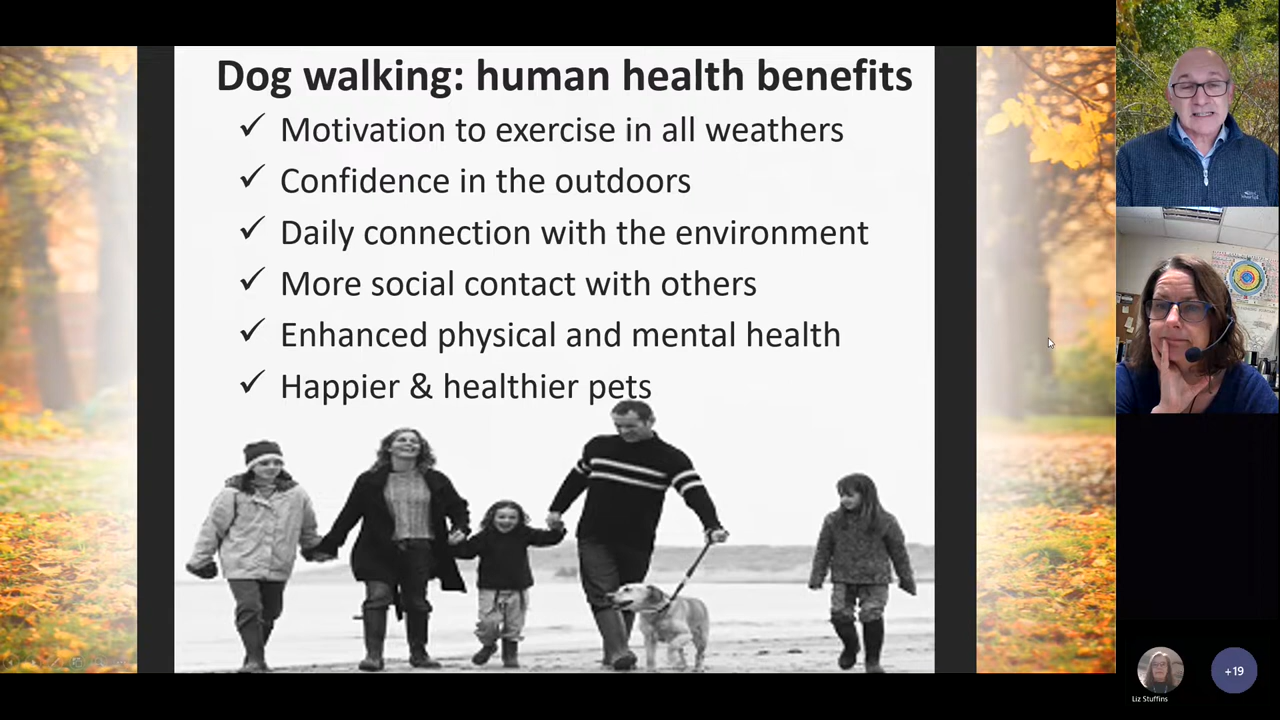 Dog walking: human health benefits
✓ Motivation to exercise in all weathers
✓ Confidence in the outdoors
✓ Daily connection with the environment
✓ More social contact with others
✓ Enhanced physical and mental health
✓ Happier & healthier pets
Liz Stuffins
+19